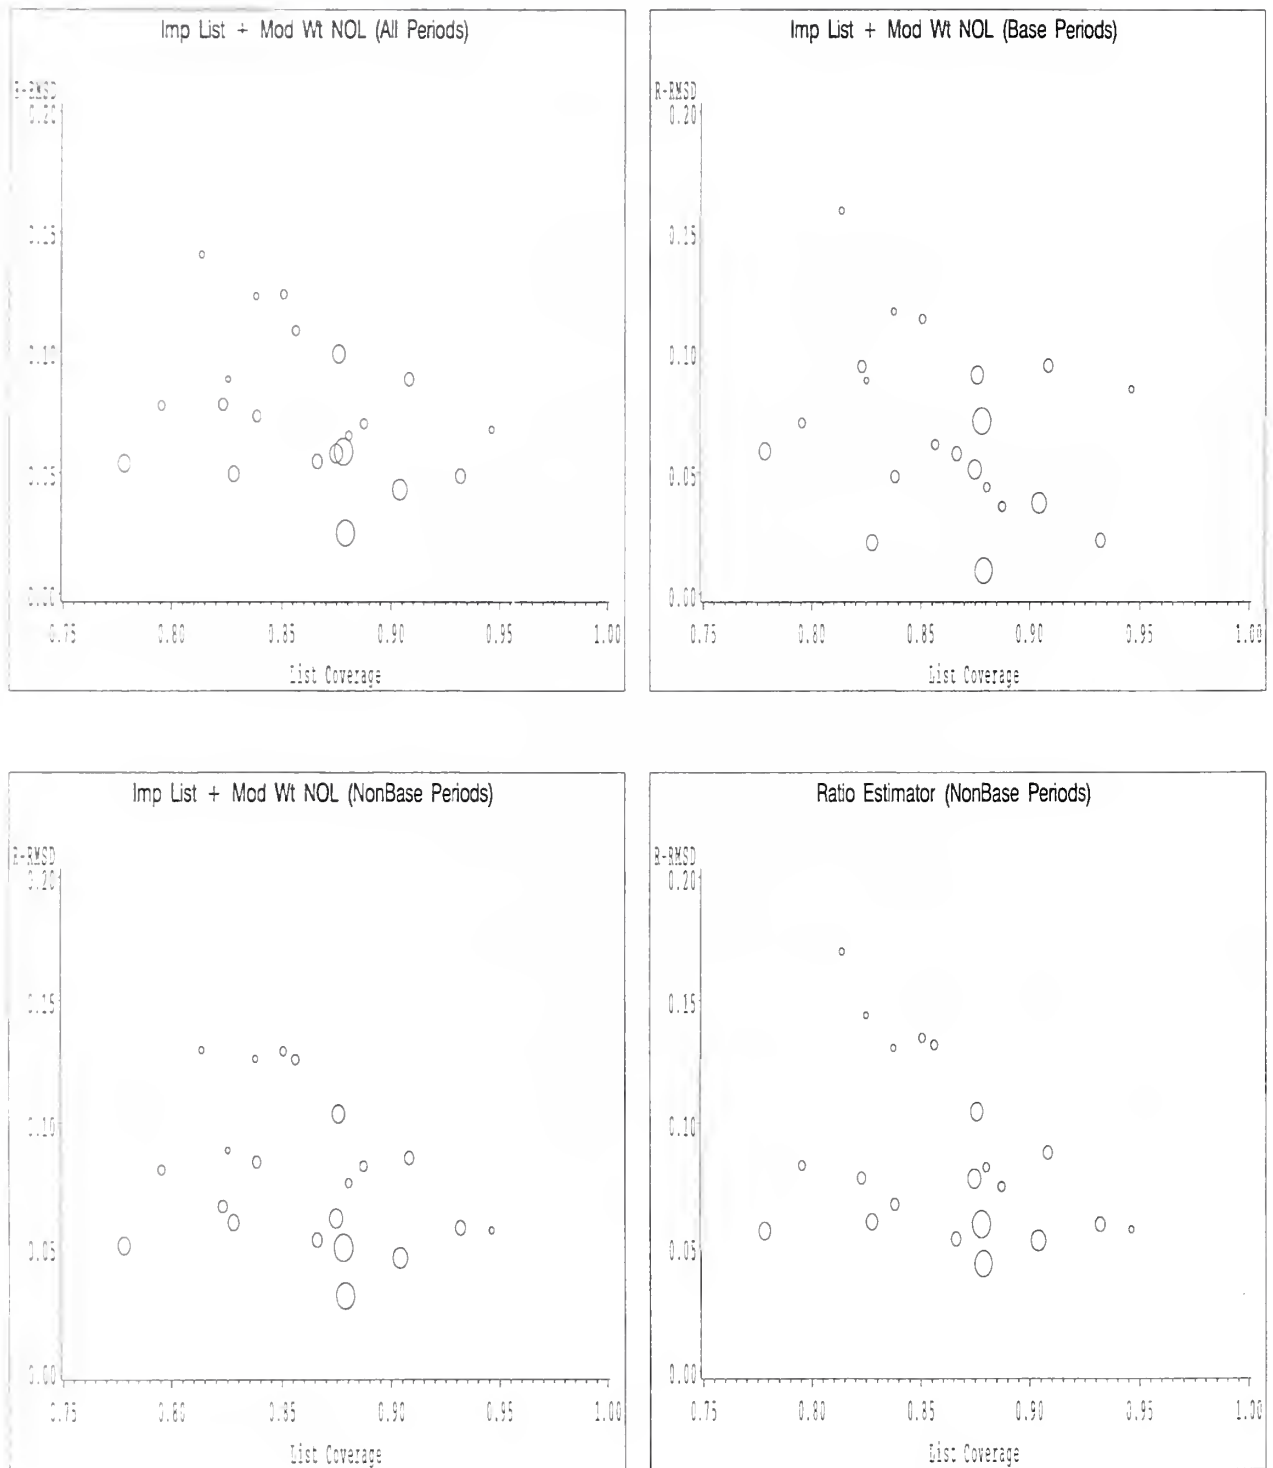 Imp List + Mod Wt NOL (All Periods)
R-RMSD
0.20
0.15
0.10
0.05
0.00
0.75 0.80 0.85 0.90 0.95 1.00
List Coverage
Imp List + Mod Wt NOL (Base Periods)
R-RMSD
0.20
0.15
0.10
0.05
0.00
0.75 0.80 0.85 0.90 0.95 1.00
List Coverage
Imp List + Mod Wt NOL (NonBase Periods)
R-RMSD
0.20
0.15
0.10
0.05
0.00
0.75 0.80 0.85 0.90 0.95 1.00
List Coverage
Ratio Estimator (NonBase Periods)
R-RMSD
0.20
0.15
0.10
0.05
0.00
0.75 0.80 0.85 0.90 0.95 1.00
List Coverage